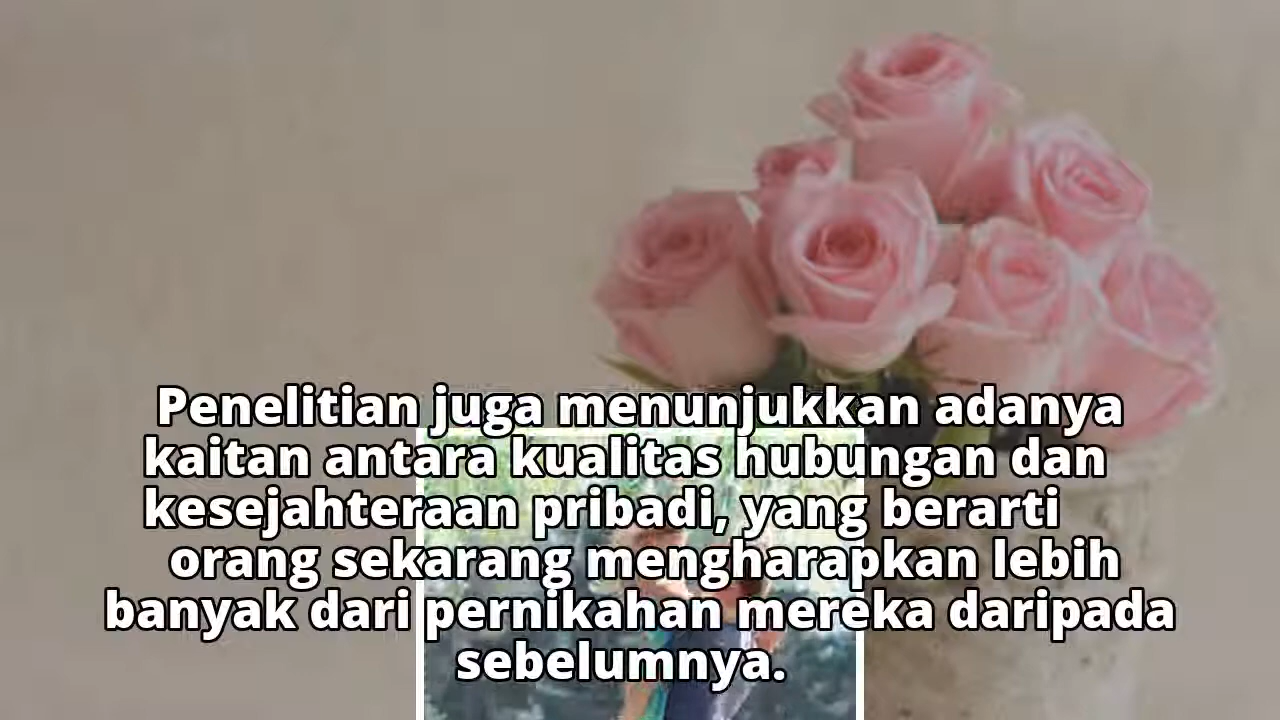 Penelitian juga menunjukkan adanya
kaitan antara kualitas hubungan dan
kesejahteraan pribadi, yang berarti
orang sekarang mengharapkan lebih
banyak dari pernikahan mereka daripada
sebelumnya.